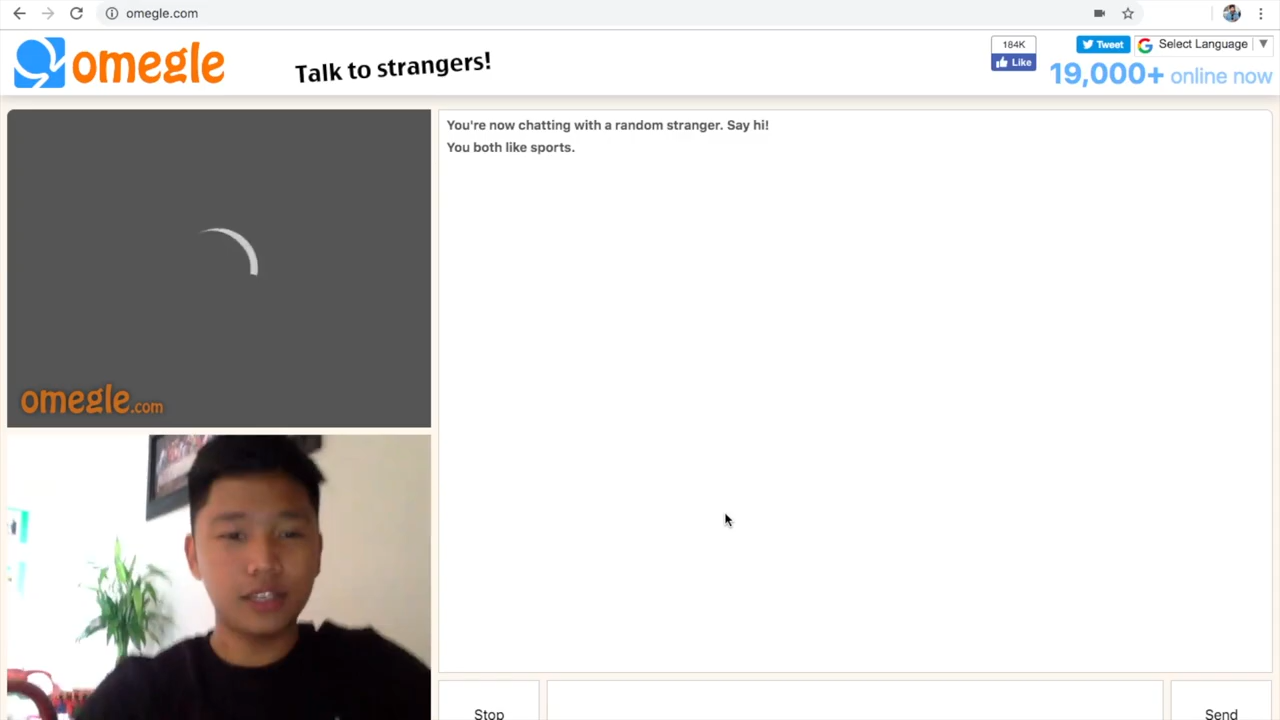 omegle.com
omegle
Talk to strangers!
184K
Like
Tweet
Select Language
19,000+ online now
You're now chatting with a random stranger. Say hi!
You both like sports.
omegle.com
Stop
Send